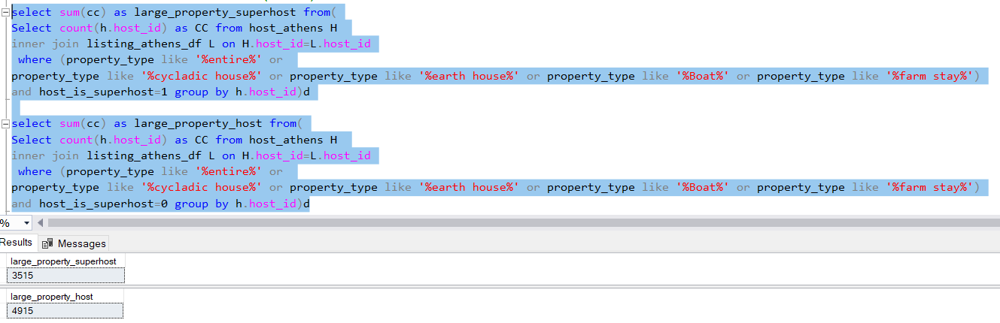 select sum(cc) as large_property_superhost from(
Select count(h.host_id) as CC from host_athens H
inner join listing_athens_df L on H.host_id=L.host_id
where (property_type like '%entire%' or
property_type like '%cycladic house%' or property_type like '%earth house%' or property_type like '%Boat%' or property_type like '%farm stay%')
and host_is_superhost=1 group by h.host_id)d
select sum(cc) as large_property_host from(
Select count(h.host_id) as CC from host_athens H
inner join listing_athens_df L on H.host_id=L.host_id
where (property_type like '%entire%' or
property_type like '%cycladic house%' or property_type like '%earth house%' or property_type like '%Boat%' or property_type like '%farm stay%')
and host_is_superhost=0 group by h.host_id)d
%
Results Messages
large_property_superhost
3515
large_property_host
4915